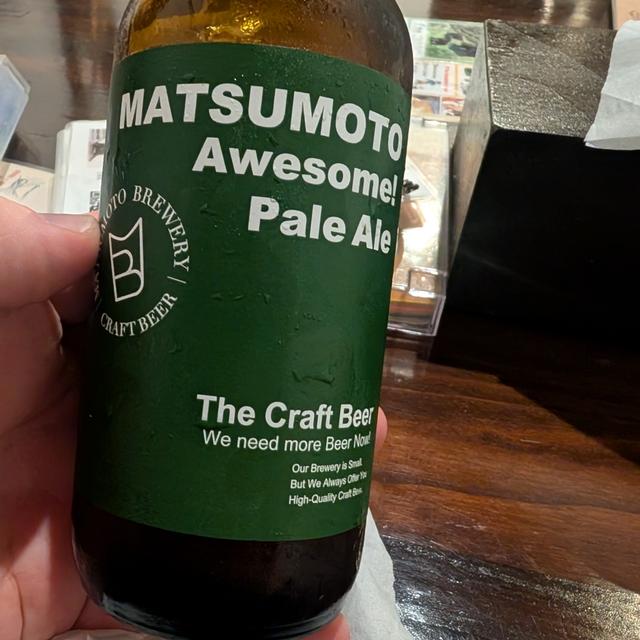 MATSUMOTO
Awesome!
Pale Ale
MATSUMOTO BREWERY /
CRAFT BEER
B
The Craft Beer
We need more Beer Now!
Our Brewery is Small.
But We Always Offer You
High-Quality Craft Beer.